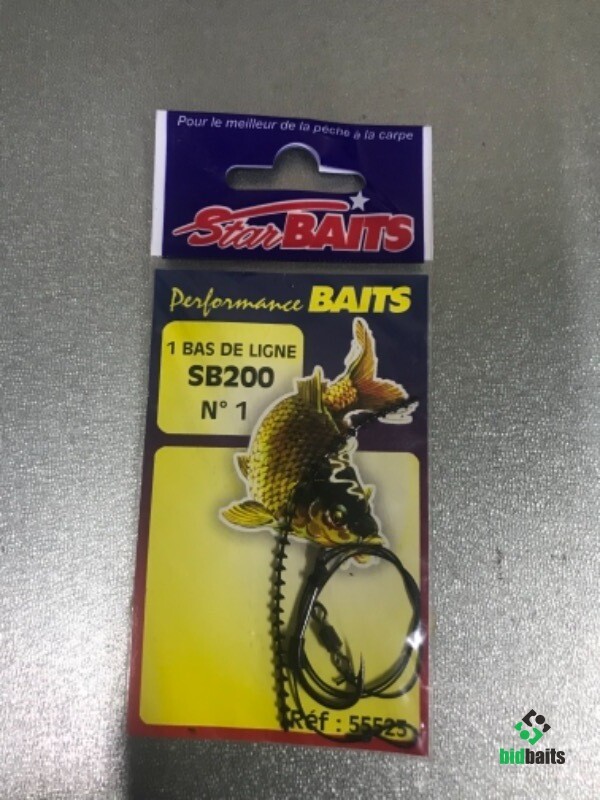 Pour le meilleur de la pêche à la carpe
StarBAITS
Performance BAITS
1 BAS DE LIGNE
SB200
N° 1
Réf : 55525
bidbaits